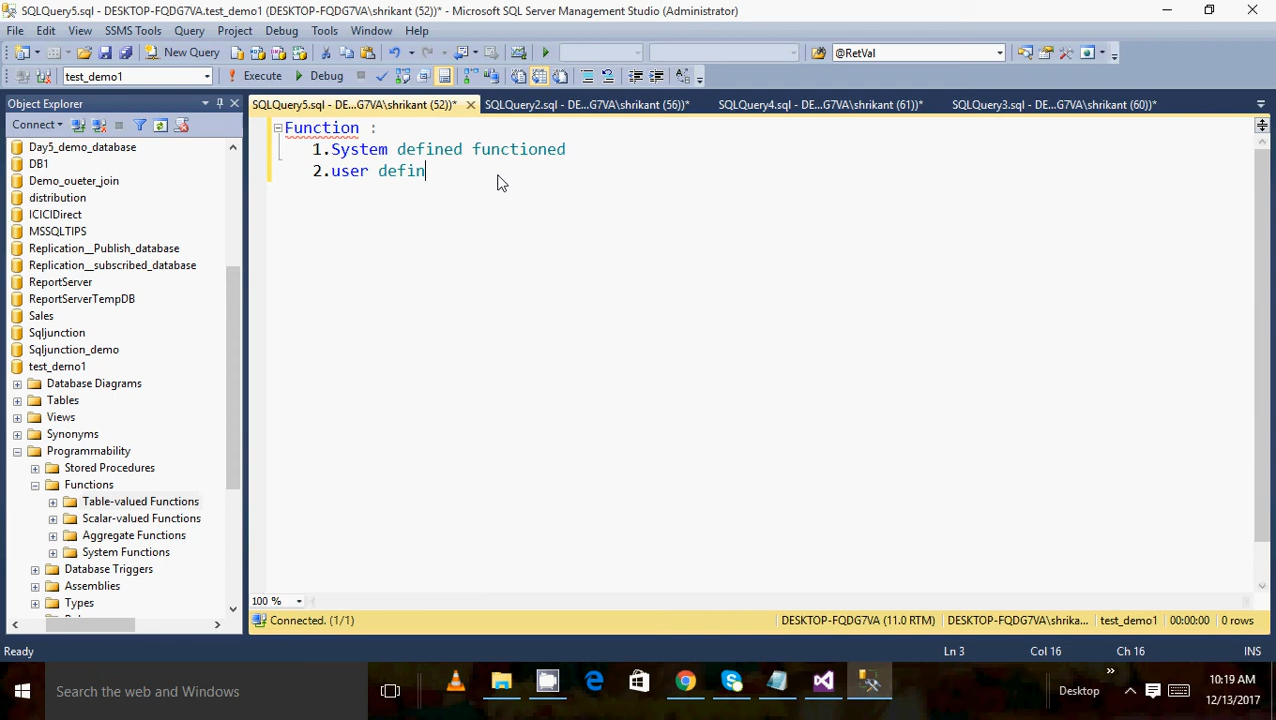 SQLQuery5.sql - DESKTOP-FQDG7VA.test_demo1 (DESKTOP-FQDG7VA\shrikant (52))* - Microsoft SQL Server Management Studio (Administrator)
File Edit View SSMS Tools Query Project Debug Tools Window Help
New Query @RetVal
test_demo1 Execute Debug
Object Explorer
SQLQuery5.sql - DE...G7VA\shrikant (52))* SQLQuery2.sql - DE...G7VA\shrikant (56))* SQLQuery4.sql - DE...G7VA\shrikant (61))* SQLQuery3.sql - DE...G7VA\shrikant (60))*
Connect
Day5_demo_database
DB1
Demo_oueter_join
distribution
ICICIDirect
MSSQLTIPS
Replication__Publish_database
Replication__subscribed_database
ReportServer
ReportServerTempDB
Sales
Sqljunction
Sqljunction_demo
test_demo1
Database Diagrams
Tables
Views
Synonyms
Programmability
Stored Procedures
Functions
Table-valued Functions
Scalar-valued Functions
Aggregate Functions
System Functions
Database Triggers
Assemblies
Types
Function :
1.System defined functioned
2.user defin
100 %
Connected. (1/1) DESKTOP-FQDG7VA (11.0 RTM) DESKTOP-FQDG7VA\shrika... test_demo1 00:00:00 0 rows
Ready Ln 3 Col 16 Ch 16 INS
Search the web and Windows
Desktop
10:19 AM
12/13/2017